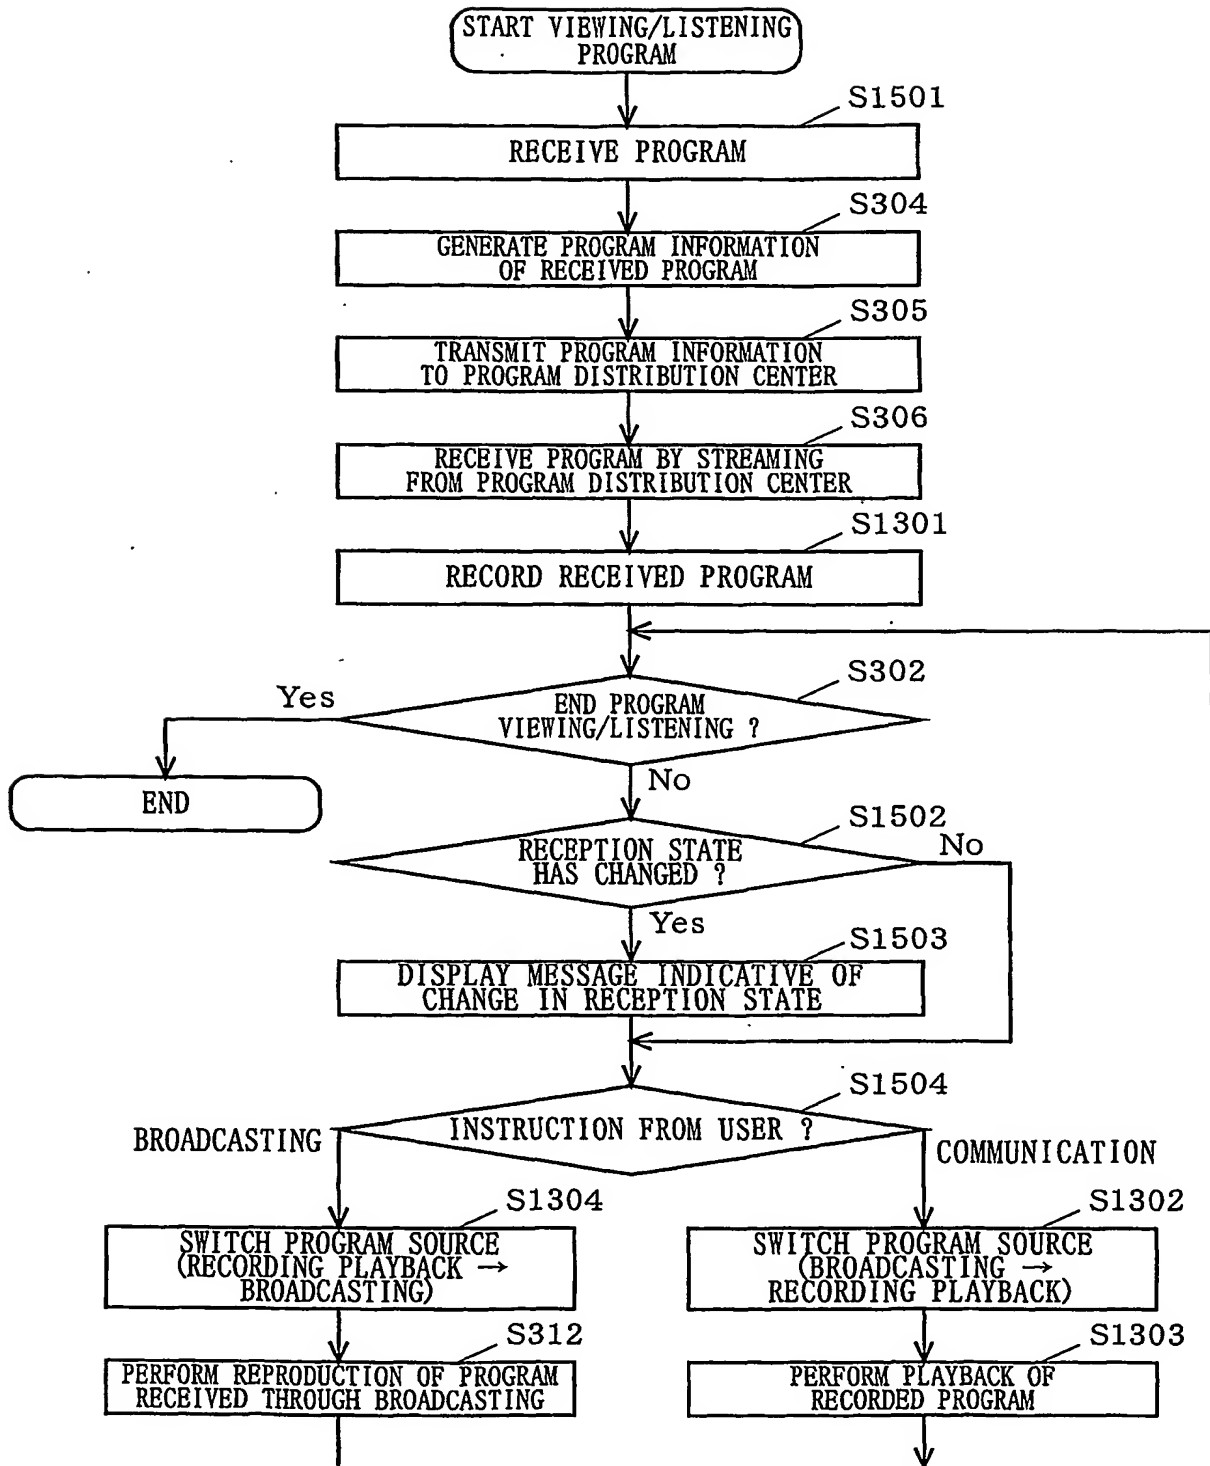 START VIEWING/LISTENING
PROGRAM
S1501
RECEIVE PROGRAM
S304
GENERATE PROGRAM INFORMATION
OF RECEIVED PROGRAM
S305
TRANSMIT PROGRAM INFORMATION
TO PROGRAM DISTRIBUTION CENTER
S306
RECEIVE PROGRAM BY STREAMING
FROM PROGRAM DISTRIBUTION CENTER
S1301
RECORD RECEIVED PROGRAM
S302
Yes
END PROGRAM
VIEWING/LISTENING ?
END
No
S1502
RECEPTION STATE
HAS CHANGED ?
No
Yes
S1503
DISPLAY MESSAGE INDICATIVE OF
CHANGE IN RECEPTION STATE
S1504
INSTRUCTION FROM USER ?
BROADCASTING
COMMUNICATION
S1304
SWITCH PROGRAM SOURCE
(RECORDING PLAYBACK →
BROADCASTING)
S1302
SWITCH PROGRAM SOURCE
(BROADCASTING →
RECORDING PLAYBACK)
S312
PERFORM REPRODUCTION OF PROGRAM
RECEIVED THROUGH BROADCASTING
S1303
PERFORM PLAYBACK OF
RECORDED PROGRAM